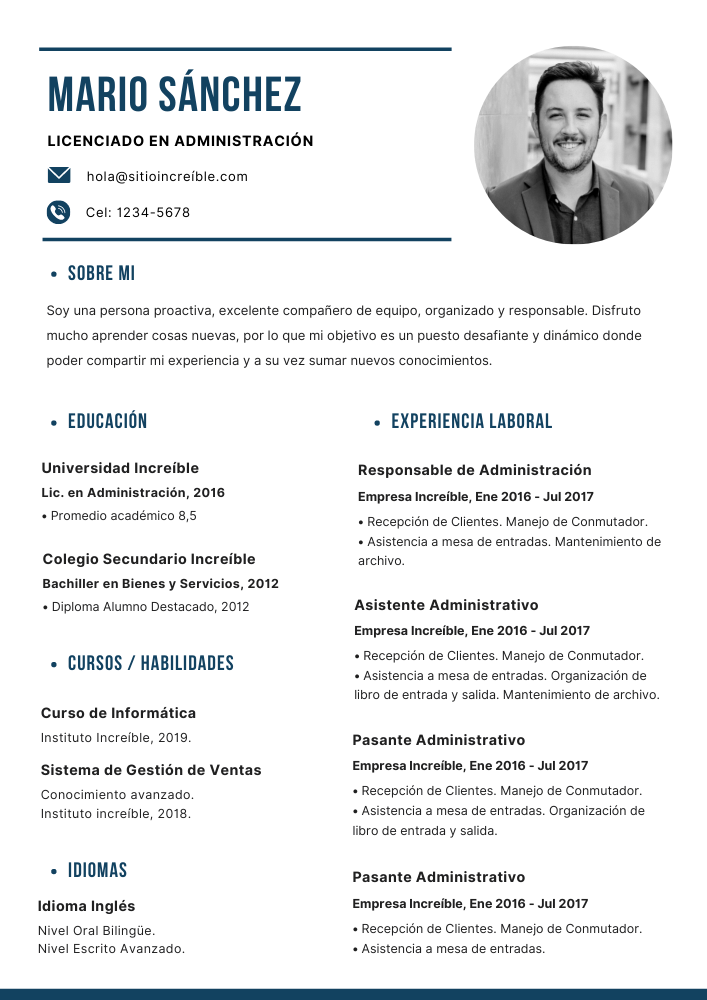 MARIO SÁNCHEZ
LICENCIADO EN ADMINISTRACIÓN
hola@sitioincreíble.com
Cel: 1234-5678
• SOBRE MI
Soy una persona proactiva, excelente compañero de equipo, organizado y responsable. Disfruto
mucho aprender cosas nuevas, por lo que mi objetivo es un puesto desafiante y dinámico donde
poder compartir mi experiencia y a su vez sumar nuevos conocimientos.
• EDUCACIÓN
Universidad Increíble
Lic. en Administración, 2016
• Promedio académico 8,5
Colegio Secundario Increíble
Bachiller en Bienes y Servicios, 2012
• Diploma Alumno Destacado, 2012
• CURSOS / HABILIDADES
Curso de Informática
Instituto Increíble, 2019.
Sistema de Gestión de Ventas
Conocimiento avanzado.
Instituto increíble, 2018.
• IDIOMAS
Idioma Inglés
Nivel Oral Bilingüe.
Nivel Escrito Avanzado.
• EXPERIENCIA LABORAL
Responsable de Administración
Empresa Increíble, Ene 2016 - Jul 2017
• Recepción de Clientes. Manejo de Conmutador.
• Asistencia a mesa de entradas. Mantenimiento de
archivo.
Asistente Administrativo
Empresa Increíble, Ene 2016 - Jul 2017
• Recepción de Clientes. Manejo de Conmutador.
• Asistencia a mesa de entradas. Organización de
libro de entrada y salida. Mantenimiento de archivo.
Pasante Administrativo
Empresa Increíble, Ene 2016 - Jul 2017
• Recepción de Clientes. Manejo de Conmutador.
• Asistencia a mesa de entradas. Organización de
libro de entrada y salida.
Pasante Administrativo
Empresa Increíble, Ene 2016 - Jul 2017
• Recepción de Clientes. Manejo de Conmutador.
• Asistencia a mesa de entradas.